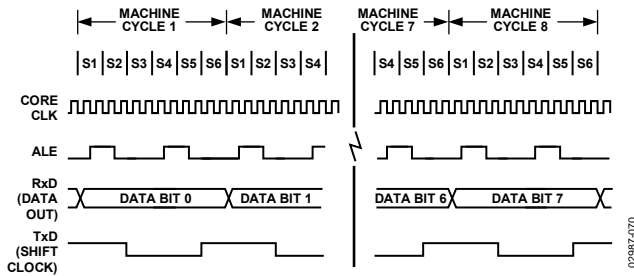 MACHINE CYCLE 1
MACHINE CYCLE 2
MACHINE CYCLE 7
MACHINE CYCLE 8
S1 S2 S3 S4 S5 S6 S1 S2 S3 S4
S4 S5 S6 S1 S2 S3 S4 S5 S6
CORE CLK
ALE
RxD (DATA OUT)
DATA BIT 0
DATA BIT 1
DATA BIT 6
DATA BIT 7
TxD (SHIFT CLOCK)
02987-070